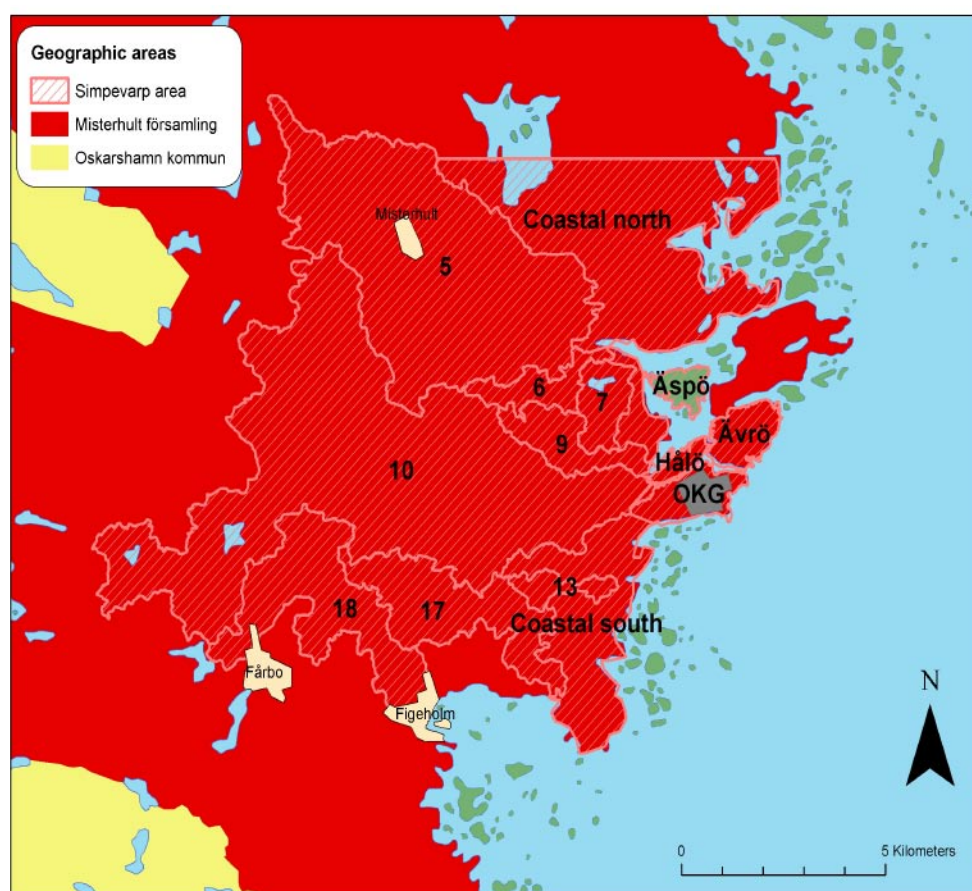 Geographic areas
Simpevarp area
Misterhult församling
Oskarshamn kommun
Misterhult
Coastal north
5
6
7
Äspö
9
Ävrö
10
Hålö
OKG
13
18
17
Coastal south
Fårbo
Figeholm
N
0
5 Kilometers